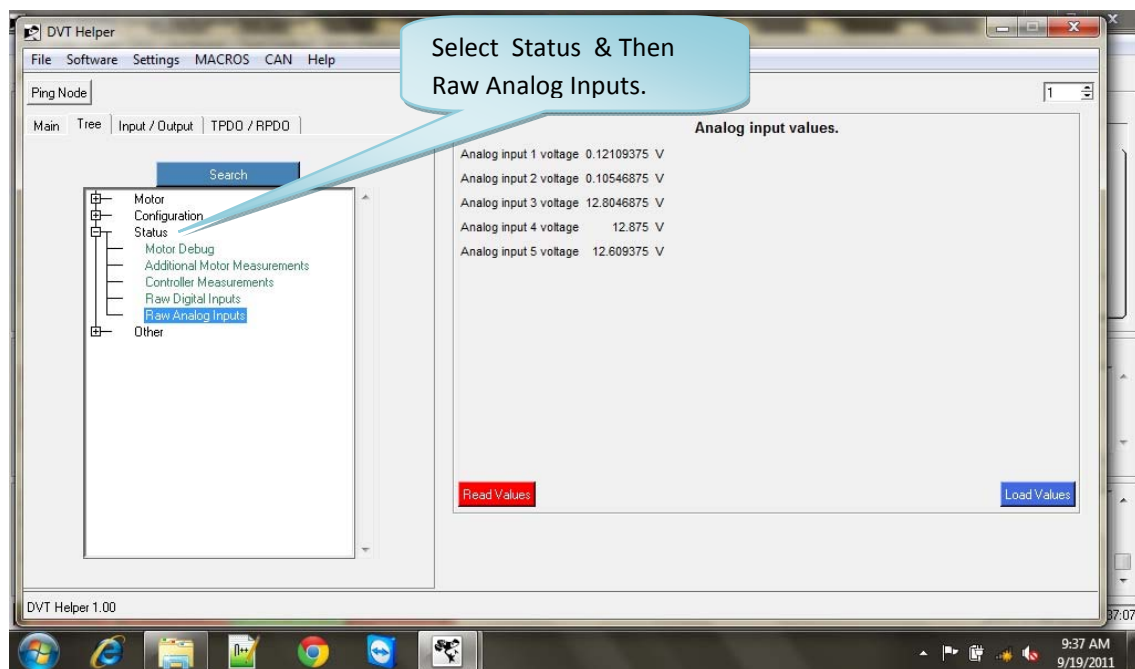 DVT Helper
Select Status & Then
Raw Analog Inputs.
File Software Settings MACROS CAN Help
Ping Node
1
Main Tree Input / Output TPDO / RPDO
Analog input values.
Search
Motor
Configuration
Status
Motor Debug
Additional Motor Measurements
Controller Measurements
Raw Digital Inputs
Raw Analog Inputs
Other
Analog input 1 voltage 0.12109375 V
Analog input 2 voltage 0.10546875 V
Analog input 3 voltage 12.8046875 V
Analog input 4 voltage 12.875 V
Analog input 5 voltage 12.609375 V
Read Values
Load Values
DVT Helper 1.00
37:07
9:37 AM
9/19/2011